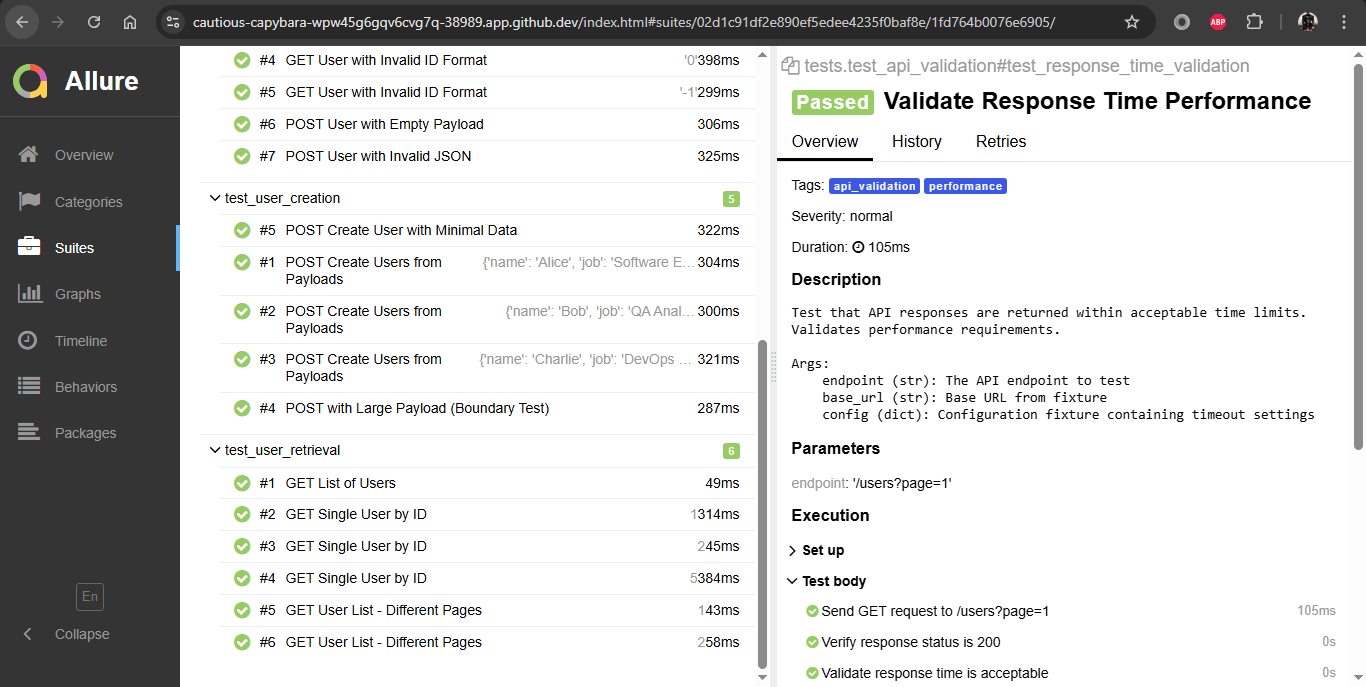 cautious-capybara-wpw45g6gqv6cvg7q-38989.app.github.dev/index.html#suites/02d1c91df2e890ef5edee4235f0baf8e/1fd764b0076e6905/
ABP
Allure
Overview
Categories
Suites
Graphs
Timeline
Behaviors
Packages
En
Collapse
#4 GET User with Invalid ID Format '0' 398ms
#5 GET User with Invalid ID Format '-1' 299ms
#6 POST User with Empty Payload 306ms
#7 POST User with Invalid JSON 325ms
test_user_creation 5
#5 POST Create User with Minimal Data 322ms
#1 POST Create Users from {'name': 'Alice', 'job': 'Software E... 304ms
Payloads
#2 POST Create Users from {'name': 'Bob', 'job': 'QA Anal... 300ms
Payloads
#3 POST Create Users from {'name': 'Charlie', 'job': 'DevOps ... 321ms
Payloads
#4 POST with Large Payload (Boundary Test) 287ms
test_user_retrieval 6
#1 GET List of Users 49ms
#2 GET Single User by ID 1 314ms
#3 GET Single User by ID 2 45ms
#4 GET Single User by ID 5 384ms
#5 GET User List - Different Pages 1 43ms
#6 GET User List - Different Pages 2 58ms
tests.test_api_validation#test_response_time_validation
Passed Validate Response Time Performance
Overview History Retries
Tags: api_validation performance
Severity: normal
Duration: 105ms
Description
Test that API responses are returned within acceptable time limits.
Validates performance requirements.
Args:
endpoint (str): The API endpoint to test
base_url (str): Base URL from fixture
config (dict): Configuration fixture containing timeout settings
Parameters
endpoint: '/users?page=1'
Execution
Set up
Test body
Send GET request to /users?page=1 105ms
Verify response status is 200 0s
Validate response time is acceptable 0s